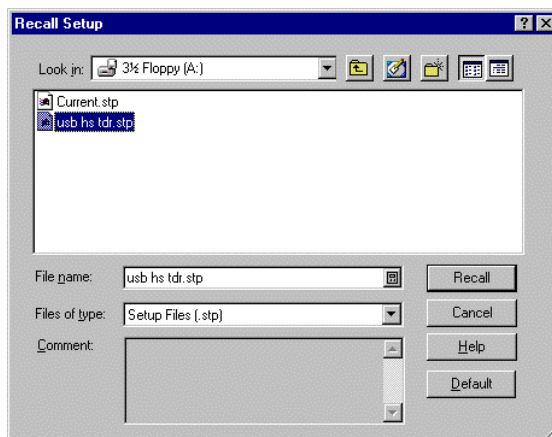 Recall Setup
Look in: 3½ Floppy (A:)
Current.stp
usb hs tdr.stp
File name: usb hs tdr.stp Recall
Files of type: Setup Files (.stp) Cancel
Comment: Help
Default